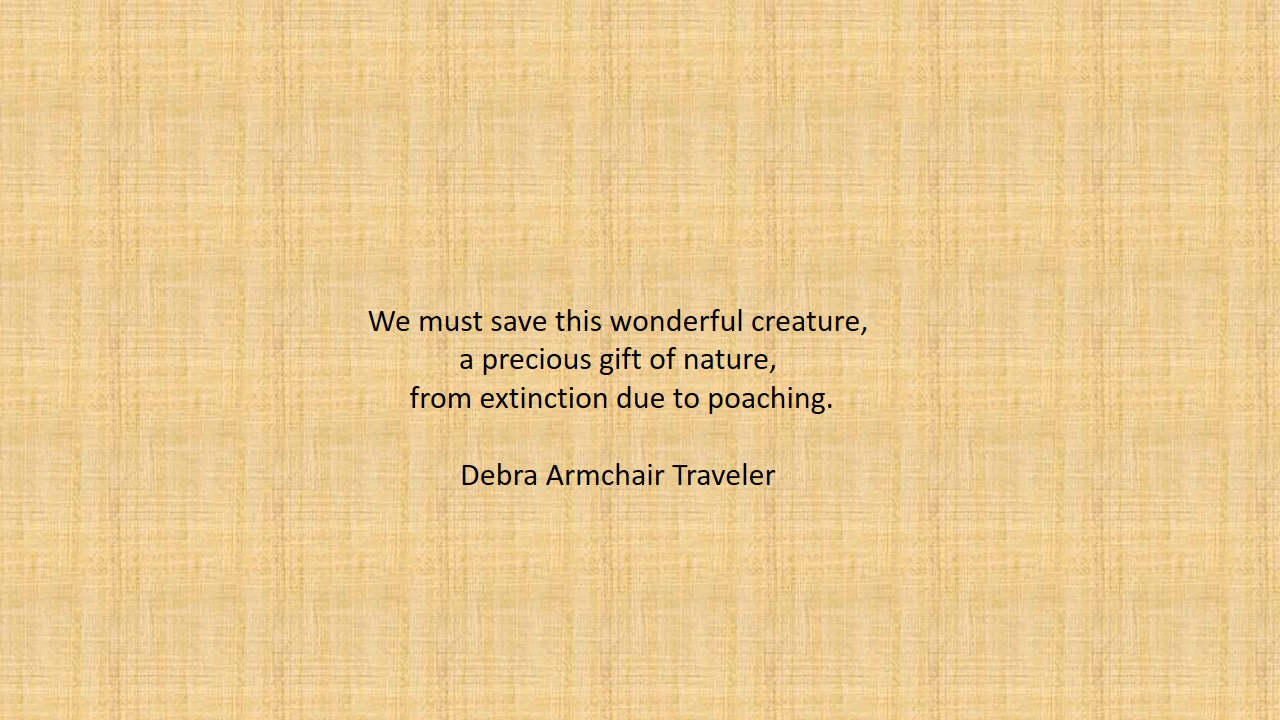 We must save this wonderful creature,
a precious gift of nature,
from extinction due to poaching.
Debra Armchair Traveler